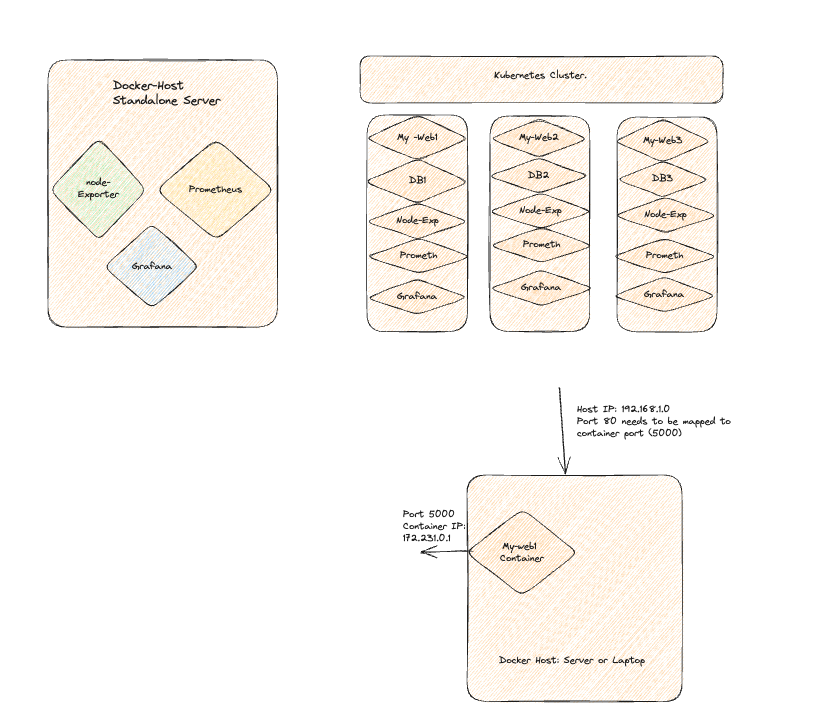 Docker-Host
Standalone Server
node-
Exporter
Prometheus
Grafana
Kubernetes Cluster.
My -Web1
DB1
Node-Exp
Prometh
Grafana
My-Web2
DB2
Node-Exp
Prometh
Grafana
My-Web3
DB3
Node-Exp
Prometh
Grafana
Host IP: 192.168.1.0
Port 80 needs to be mapped to
container port (5000)
Port 5000
Container IP:
172.231.0.1
My-web1
Container
Docker Host: Server or Laptop